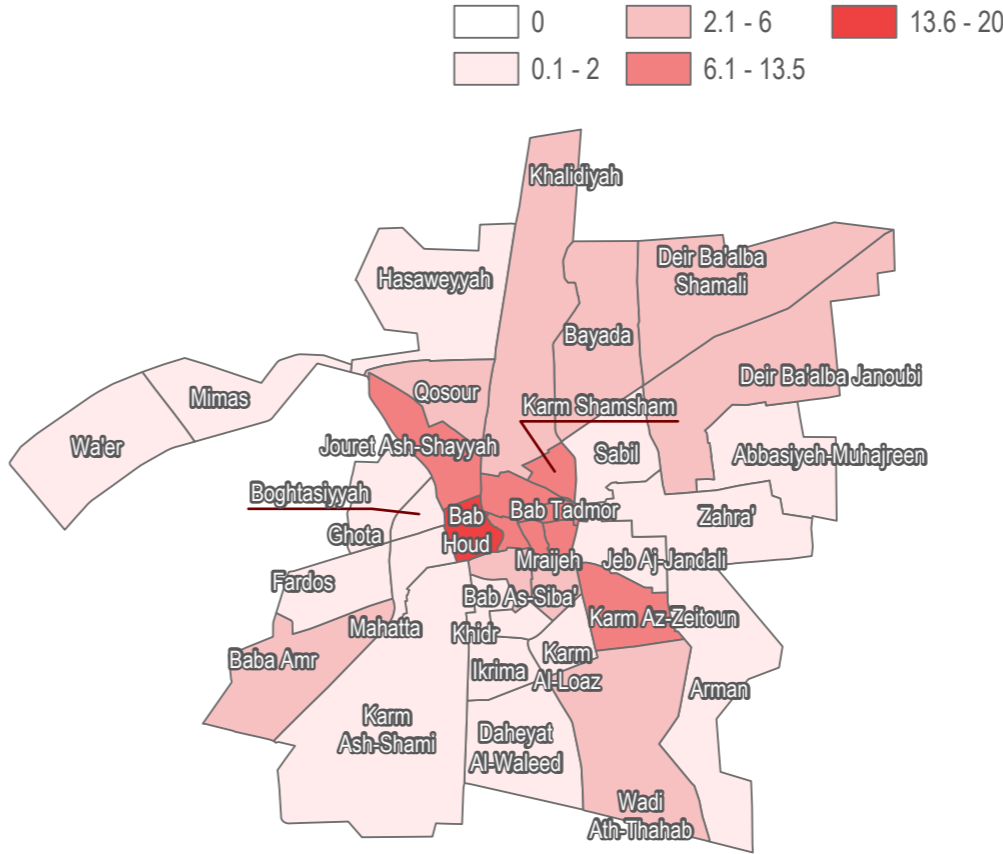 0
2.1 - 6
13.6 - 20
0.1 - 2
6.1 - 13.5
Khalidiyah
Deir Ba'alba
Shamali
Hasaweyyah
Bayada
Deir Ba'alba Janoubi
Qosour
Mimas
Karm Shamsham
Wa'er
Jouret Ash-Shayyah
Sabil
Abbasiyeh-Muhajreen
Boghtasiyyah
Bab Tadmor
Zahra'
Bab
Houd
Ghota
Mraijeh
Jeb Aj-Jandali
Fardos
Bab As-Siba'
Karm Az-Zeitoun
Mahatta
Khidr
Baba Amr
Karm
Al-Loaz
Ikrima
Arman
Karm
Ash-Shami
Daheyat
Al-Waleed
Wadi
Ath-Thahab